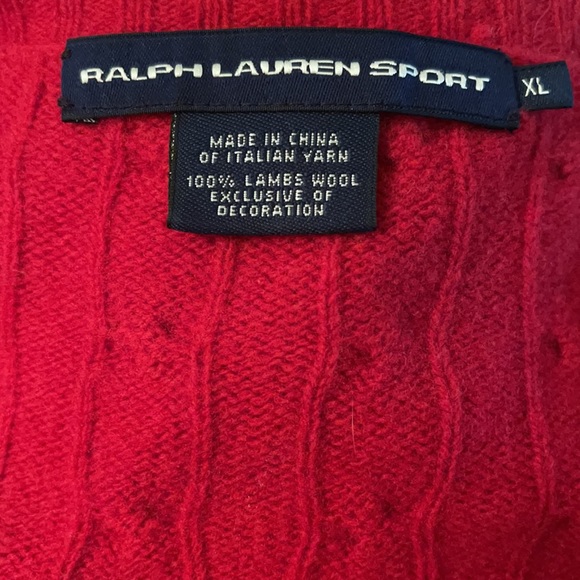 RALPH LAUREN SPORT
XL
MADE IN CHINA
OF ITALIAN YARN
100% LAMBS WOOL
EXCLUSIVE OF
DECORATION